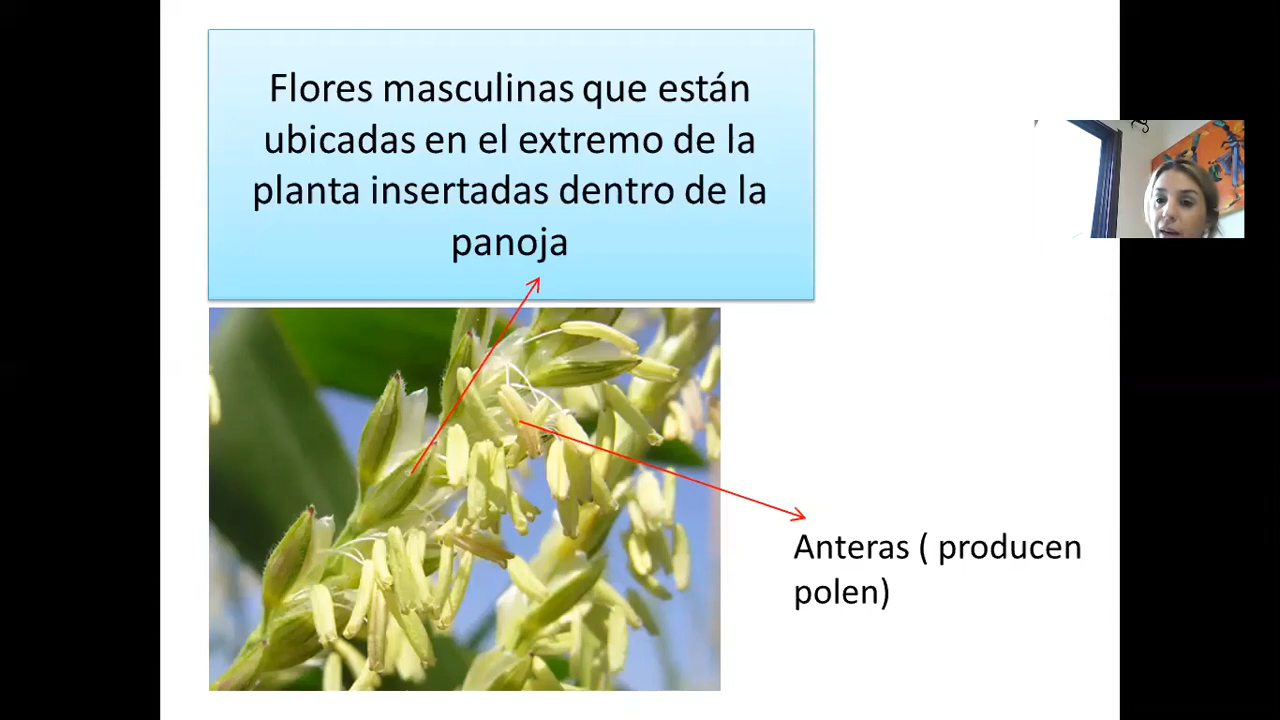 Flores masculinas que están
ubicadas en el extremo de la
planta insertadas dentro de la
panoja
Anteras ( producen
polen)